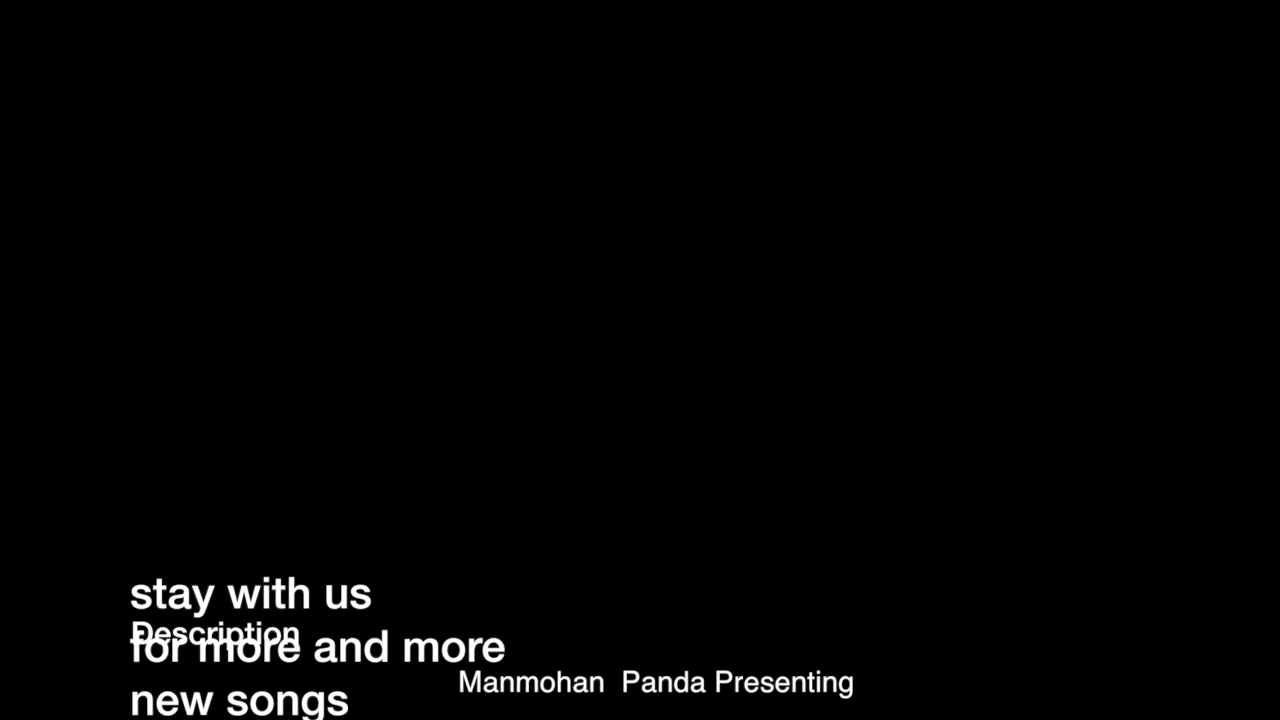 stay with us
Description
for more and more
Manmohan  Panda Presenting
new songs